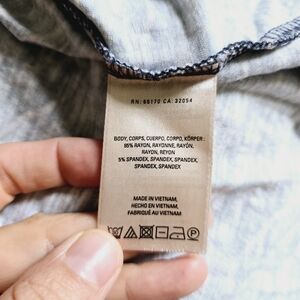 RN: 66170 CA: 32054
BODY, CORPS, CUERPO, CORPO, KÖRPER:
95% RAYON, RAYONNE, RAYÓN,
RAYON, REYON
5% SPANDEX, SPANDEX, SPANDEX,
SPANDEX, SPANDEX
MADE IN VIETNAM,
HECHO EN VIETNAM,
FABRIQUÉ AU VIETNAM